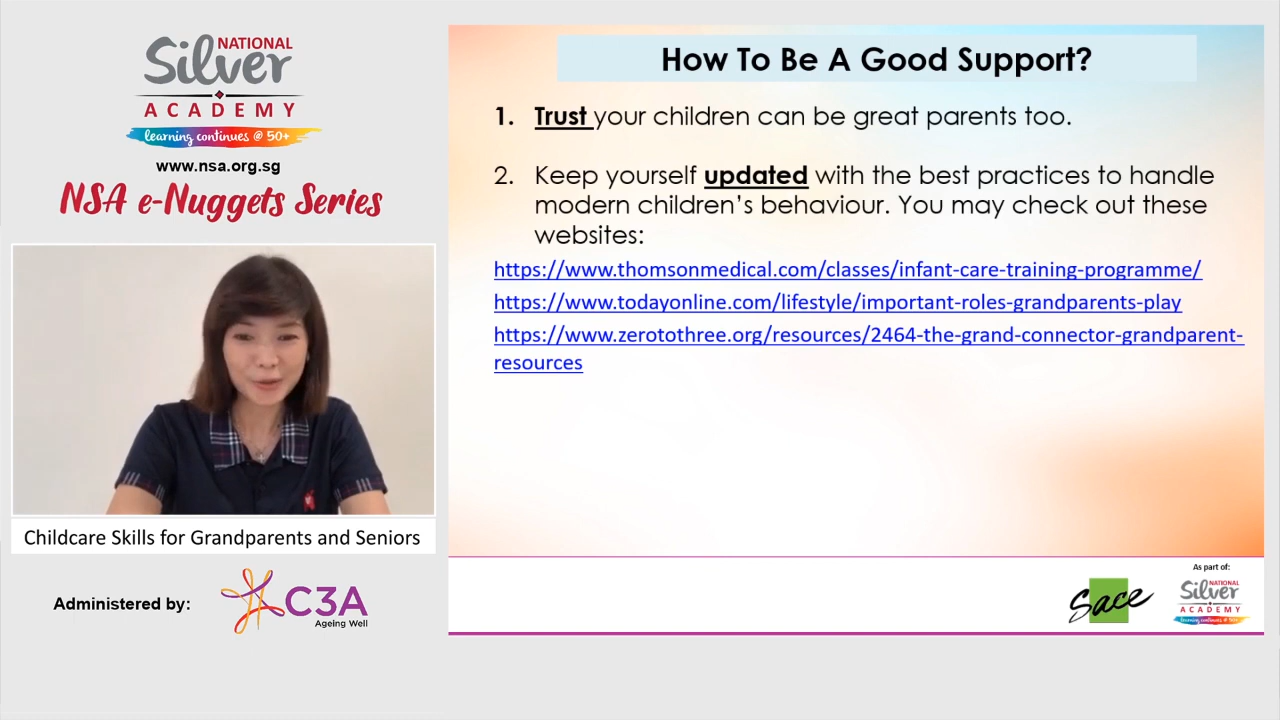 NATIONAL
Silver
ACADEMY
learning continues @ 50+
www.nsa.org.sg
NSA e-Nuggets Series
Childcare Skills for Grandparents and Seniors
Administered by:
C3A
Ageing Well
How To Be A Good Support?
1. Trust your children can be great parents too.
2. Keep yourself updated with the best practices to handle
modern children’s behaviour. You may check out these
websites:
https://www.thomsonmedical.com/classes/infant-care-training-programme/
https://www.todayonline.com/lifestyle/important-roles-grandparents-play
https://www.zerotothree.org/resources/2464-the-grand-connector-grandparent-
resources
Sace
As part of:
NATIONAL
Silver
ACADEMY
learning continues @ 50+